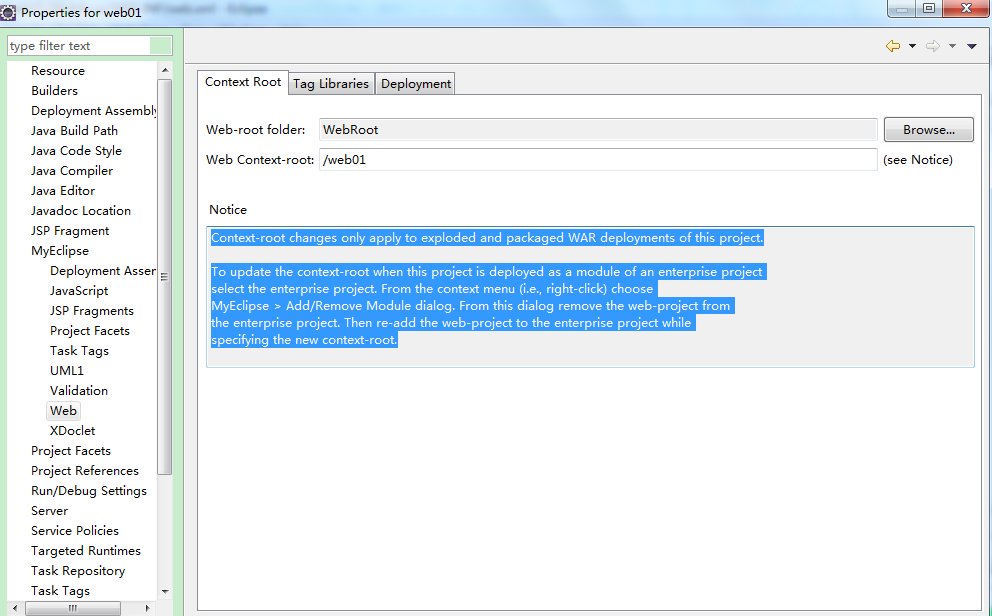 Properties for web01
type filter text
Resource
Builders
Deployment Assembly
Java Build Path
Java Code Style
Java Compiler
Java Editor
Javadoc Location
JSP Fragment
MyEclipse
Deployment Asser
JavaScript
JSP Fragments
Project Facets
Task Tags
UML1
Validation
Web
XDoclet
Project Facets
Project References
Run/Debug Settings
Server
Service Policies
Targeted Runtimes
Task Repository
Task Tags
Context Root Tag Libraries Deployment
Web-root folder: WebRoot Browse...
Web Context-root: /web01 (see Notice)
Notice
Context-root changes only apply to exploded and packaged WAR deployments of this project.
To update the context-root when this project is deployed as a module of an enterprise project
select the enterprise project. From the context menu (i.e., right-click) choose
MyEclipse > Add/Remove Module dialog. From this dialog remove the web-project from
the enterprise project. Then re-add the web-project to the enterprise project while
specifying the new context-root.